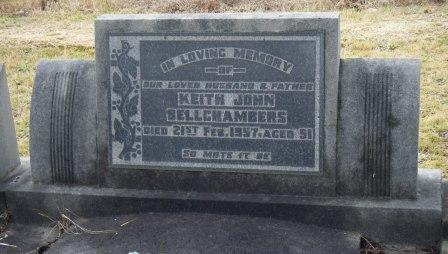 IN LOVING MEMORY
OF
OUR LOVED HUSBAND & FATHER
KEITH JOHN
BELLCHAMBERS
DIED 21ST FEB. 1957, AGED 51
SO MOTE IT BE